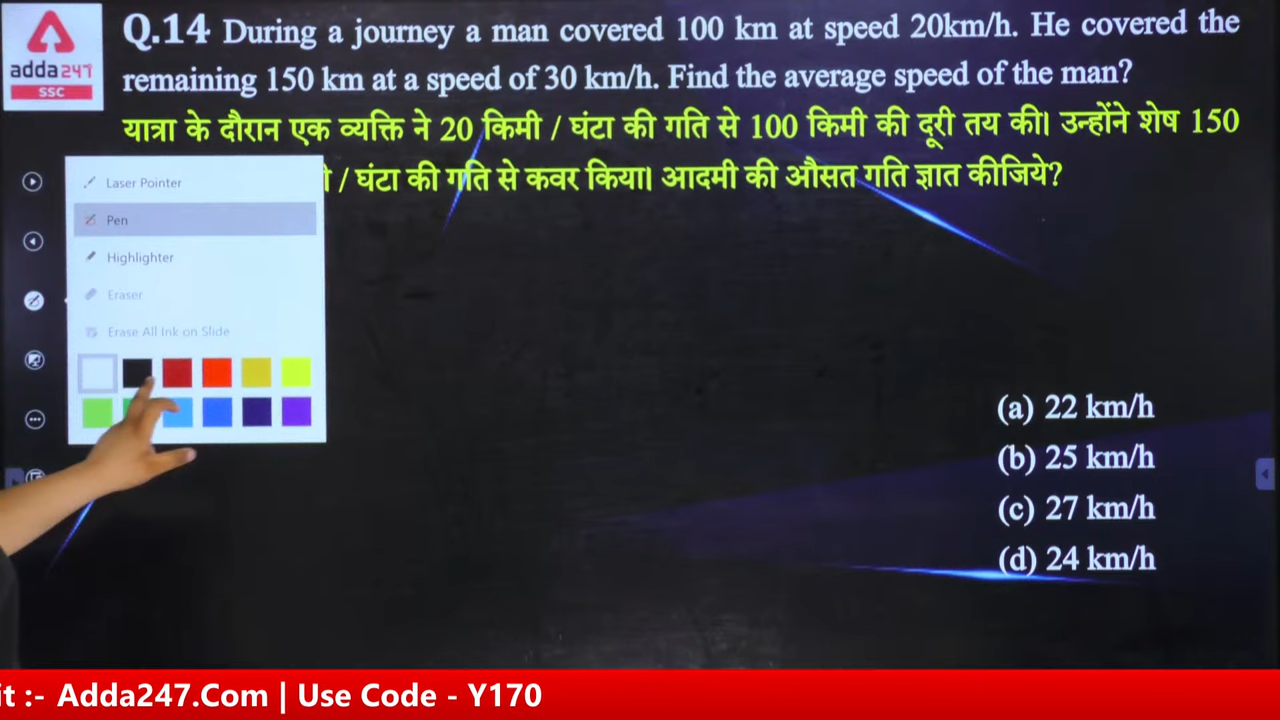 adda247
SSC
Q.14 During a journey a man covered 100 km at speed 20km/h. He covered the
remaining 150 km at a speed of 30 km/h. Find the average speed of the man?
यात्रा के दौरान एक व्यक्ति ने 20 किमी / घंटा की गति से 100 किमी की दूरी तय की। उन्होंने शेष 150
/ घंटा की गति से कवर किया। आदमी की औसत गति ज्ञात कीजिये?
Laser Pointer
Pen
Highlighter
Eraser
Erase All Ink on Slide
(a) 22 km/h
(b) 25 km/h
(c) 27 km/h
(d) 24 km/h
:- Adda247.Com | Use Code - Y170